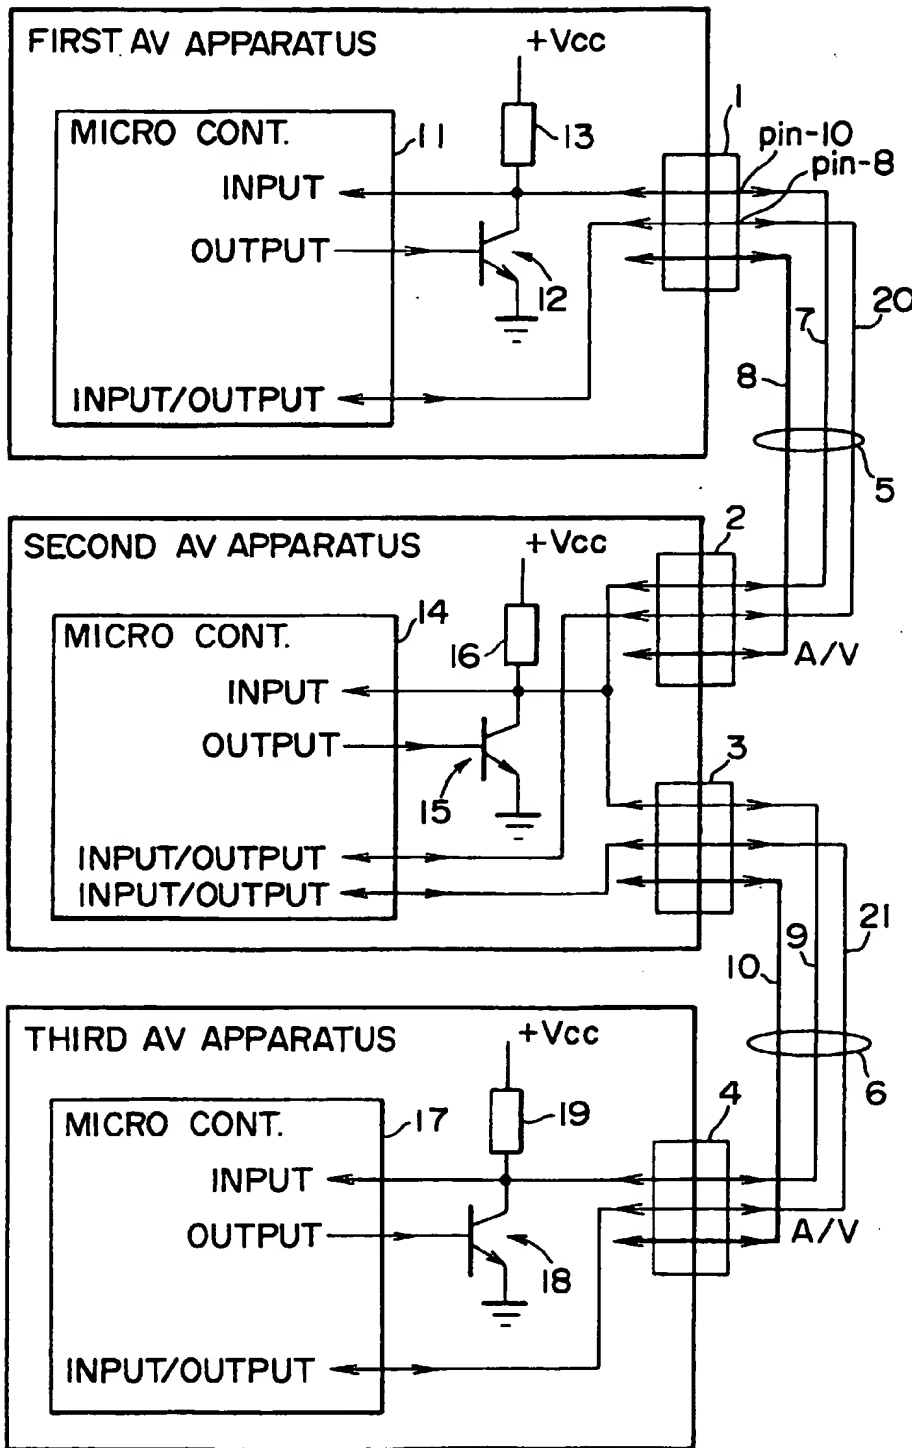 FIRST AV APPARATUS
+Vcc
MICRO CONT.
11
13
1
pin-10
pin-8
INPUT
OUTPUT
12
20
7
8
INPUT/OUTPUT
5
SECOND AV APPARATUS
+Vcc
2
MICRO CONT.
14
16
A/V
INPUT
OUTPUT
3
15
INPUT/OUTPUT
INPUT/OUTPUT
21
9
10
THIRD AV APPARATUS
+Vcc
6
MICRO CONT.
17
19
4
INPUT
OUTPUT
A/V
18
INPUT/OUTPUT